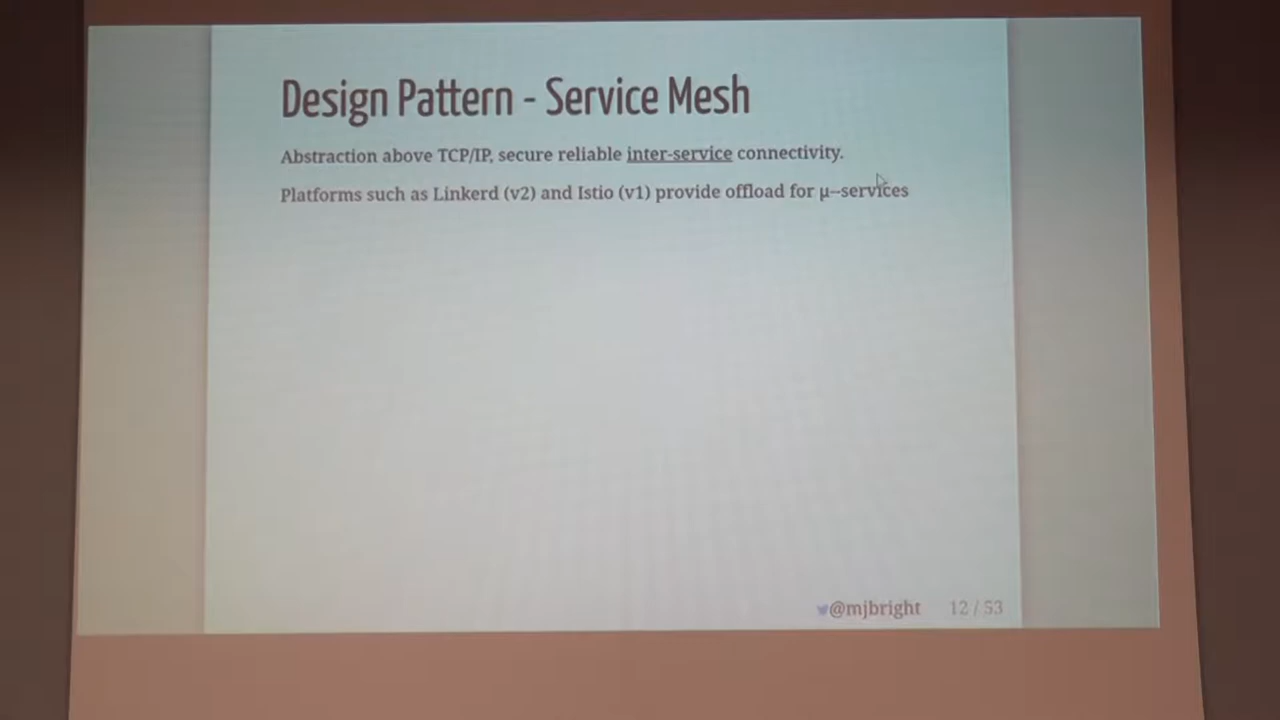 Design Pattern - Service Mesh
Abstraction above TCP/IP, secure reliable inter-service connectivity.
Platforms such as Linkerd (v2) and Istio (v1) provide offload for μ--services
@mjbright 12 / 53